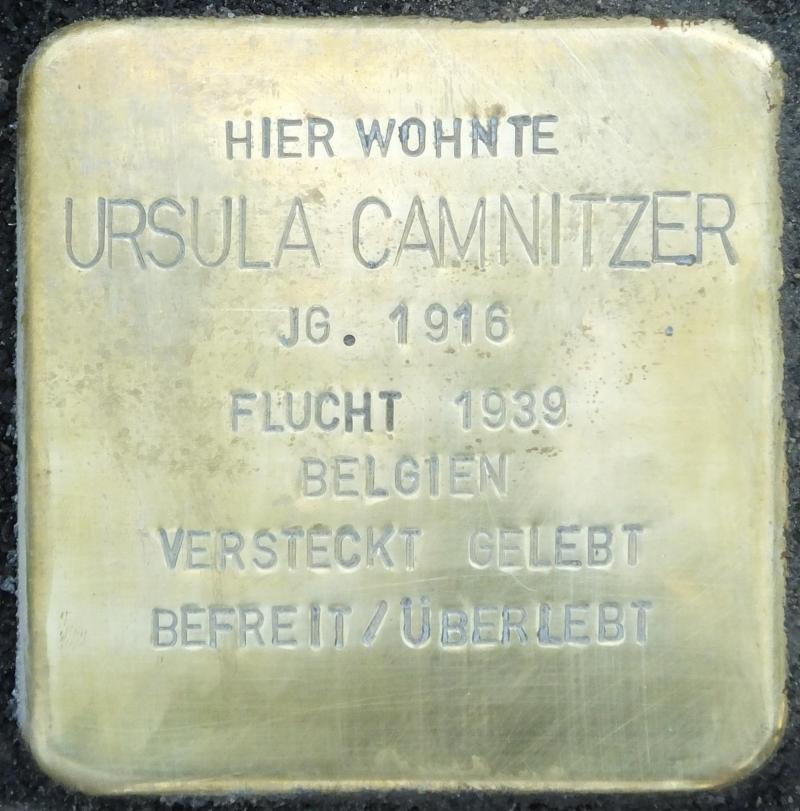 HIER WOHNTE
URSULA CAMNITZER
JG. 1916
FLUCHT 1939
BELGIEN
VERSTECKT GELEBT
BEFREIT/ÜBERLEBT